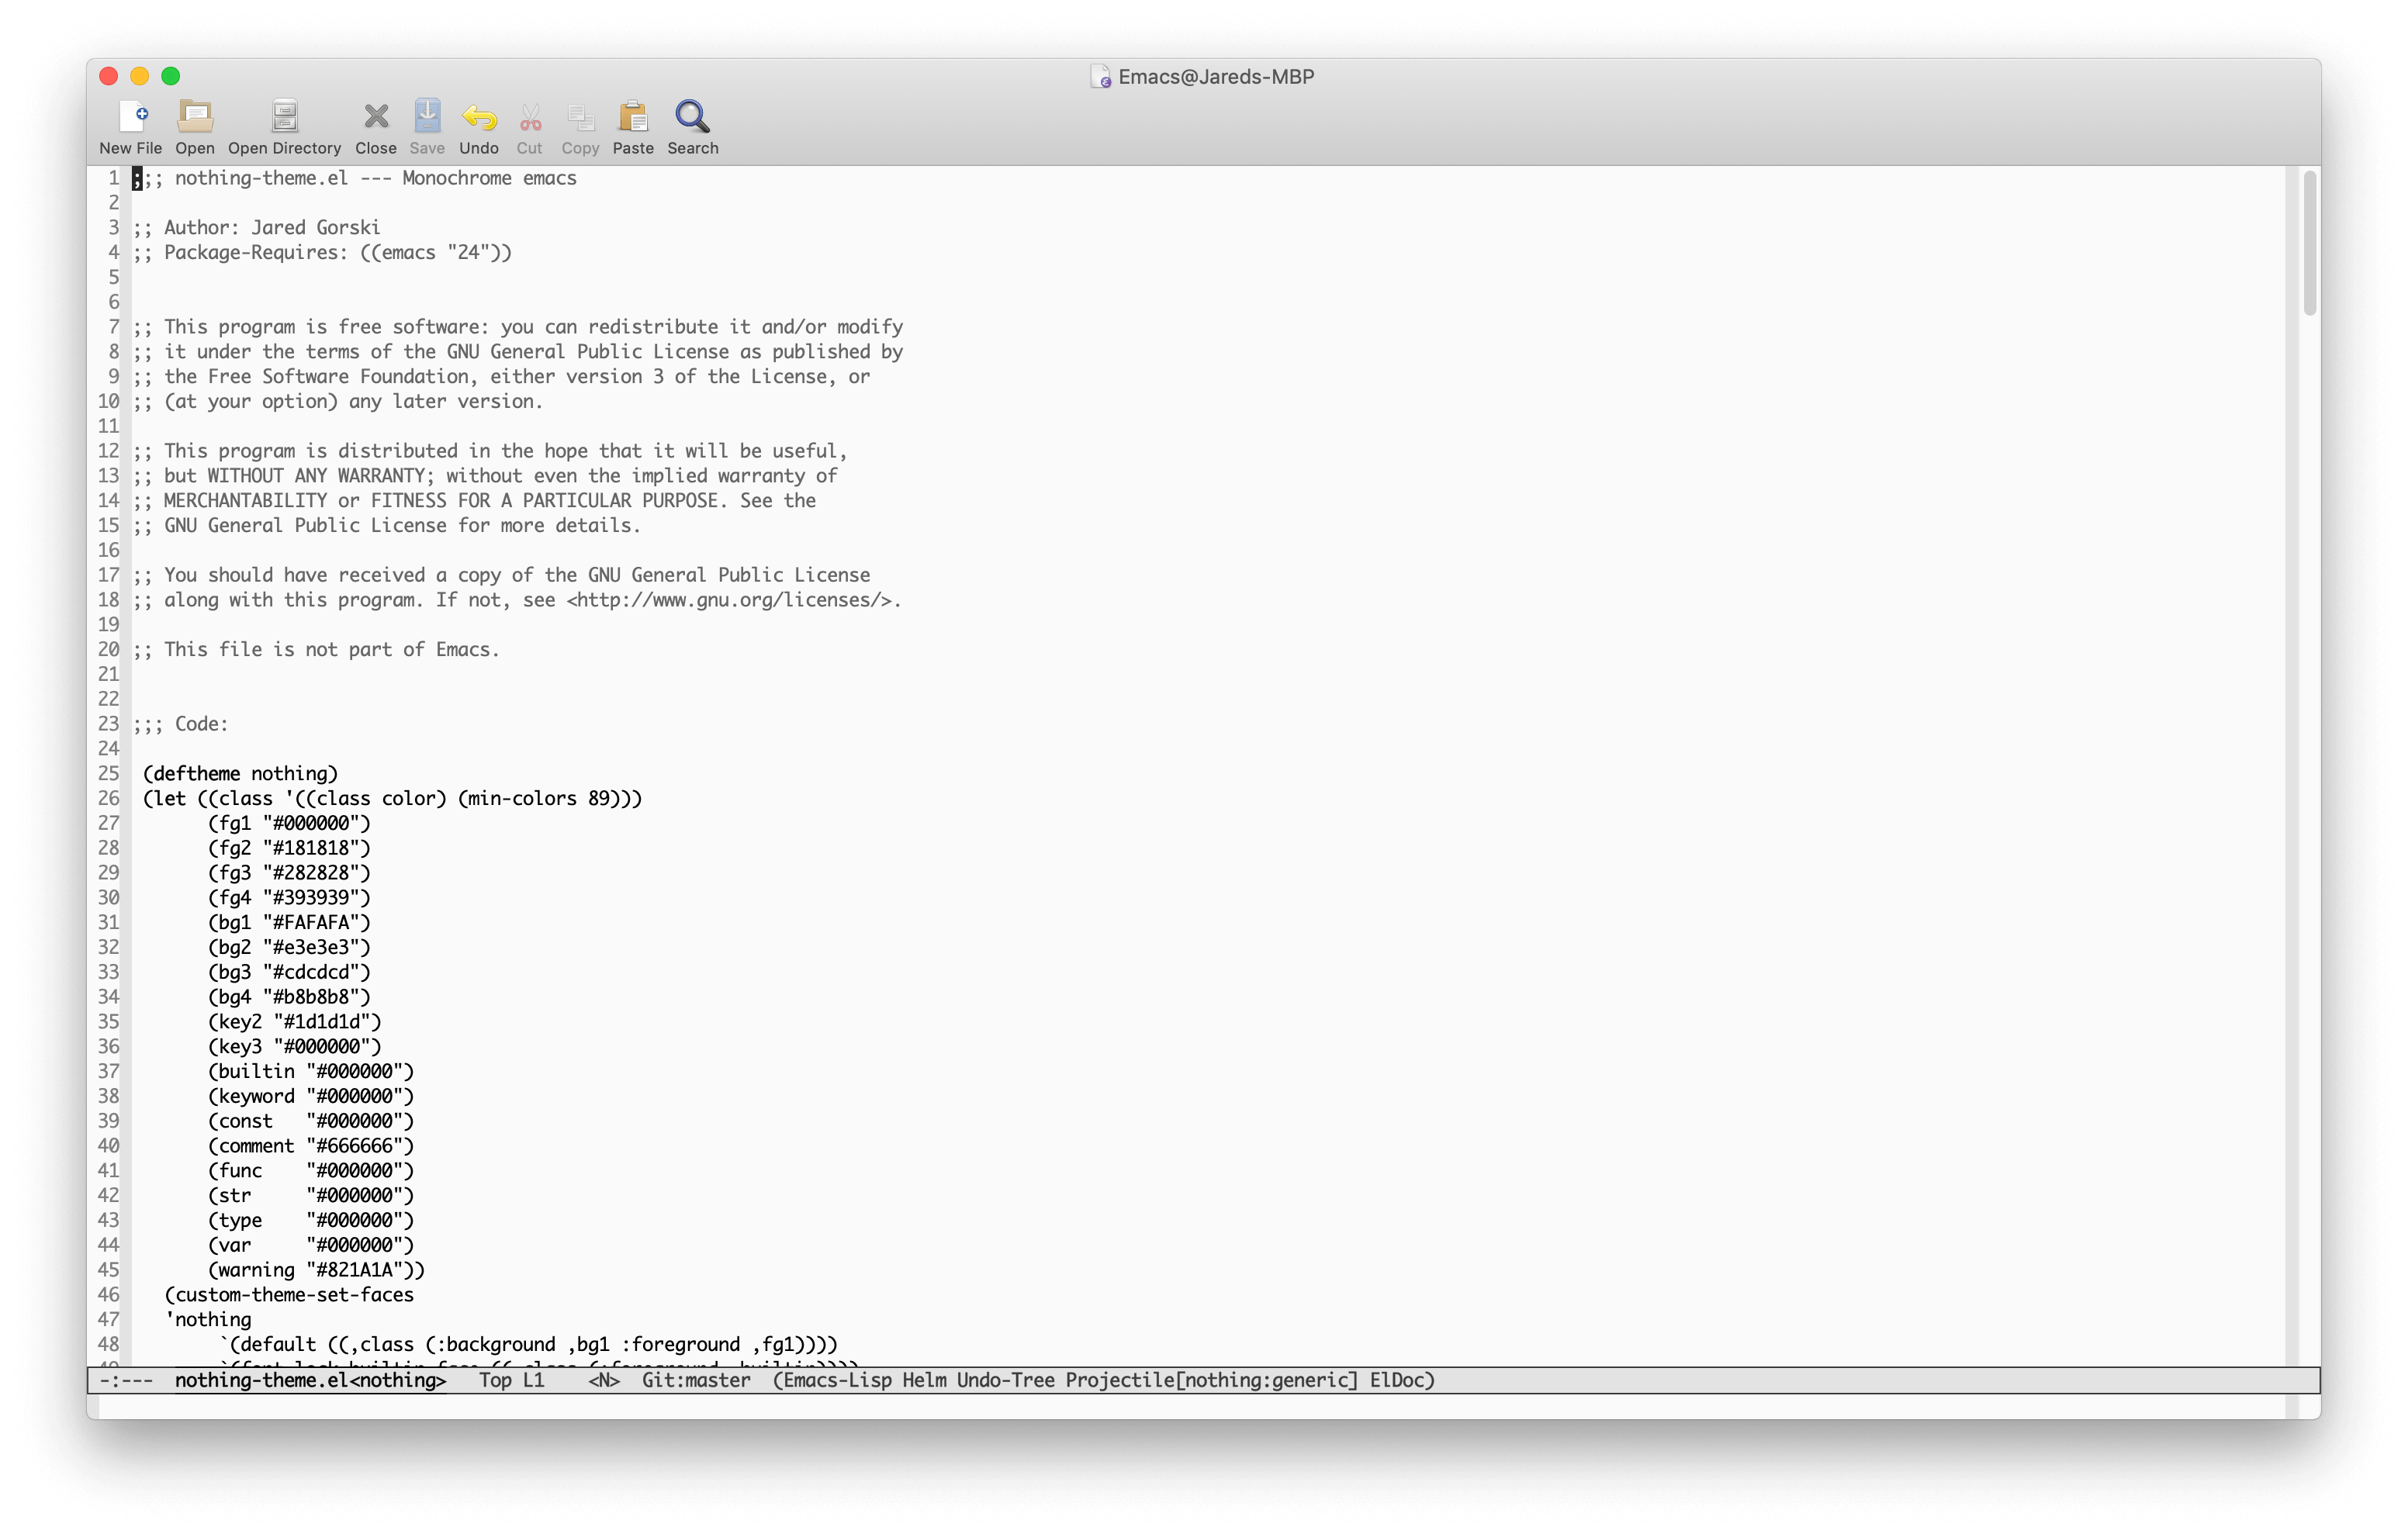 Emacs@Jareds-MBP
New File Open Open Directory Close Save Undo Cut Copy Paste Search
1 ;;; nothing-theme.el --- Monochrome emacs
2
3 ;; Author: Jared Gorski
4 ;; Package-Requires: ((emacs "24"))
5
6
7 ;; This program is free software: you can redistribute it and/or modify
8 ;; it under the terms of the GNU General Public License as published by
9 ;; the Free Software Foundation, either version 3 of the License, or
10 ;; (at your option) any later version.
11
12 ;; This program is distributed in the hope that it will be useful,
13 ;; but WITHOUT ANY WARRANTY; without even the implied warranty of
14 ;; MERCHANTABILITY or FITNESS FOR A PARTICULAR PURPOSE. See the
15 ;; GNU General Public License for more details.
16
17 ;; You should have received a copy of the GNU General Public License
18 ;; along with this program. If not, see <http://www.gnu.org/licenses/>.
19
20 ;; This file is not part of Emacs.
21
22
23 ;;; Code:
24
25  (deftheme nothing)
26  (let ((class '((class color) (min-colors 89)))
27        (fg1 "#000000")
28        (fg2 "#181818")
29        (fg3 "#282828")
30        (fg4 "#393939")
31        (bg1 "#FAFAFA")
32        (bg2 "#e3e3e3")
33        (bg3 "#cdcdcd")
34        (bg4 "#b8b8b8")
35        (key2 "#1d1d1d")
36        (key3 "#000000")
37        (builtin "#000000")
38        (keyword "#000000")
39        (const   "#000000")
40        (comment "#666666")
41        (func    "#000000")
42        (str     "#000000")
43        (type    "#000000")
44        (var     "#000000")
45        (warning "#821A1A"))
46    (custom-theme-set-faces
47    'nothing
48         `(default ((,class (:background ,bg1 :foreground ,fg1))))
49         `(font-lock-builtin-face ((,class (:foreground ,builtin))))
-:---  nothing-theme.el<nothing>   Top L1    <N>  Git:master  (Emacs-Lisp Helm Undo-Tree Projectile[nothing:generic] ElDoc)